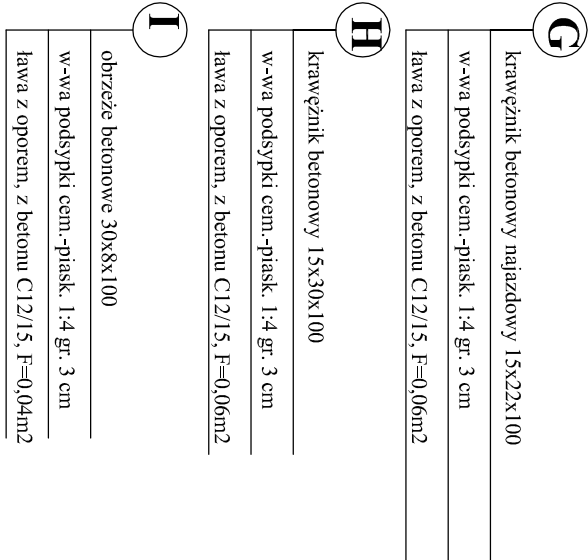 G
krawężnik betonowy najazdowy 15x22x100
w-wa podsypki cem.-piask. 1:4 gr. 3 cm
ława z oporem, z betonu C12/15, F=0,06m2
H
krawężnik betonowy 15x30x100
w-wa podsypki cem.-piask. 1:4 gr. 3 cm
ława z oporem, z betonu C12/15, F=0,06m2
I
obrzeże betonowe 30x8x100
w-wa podsypki cem.-piask. 1:4 gr. 3 cm
ława z oporem, z betonu C12/15, F=0,04m2